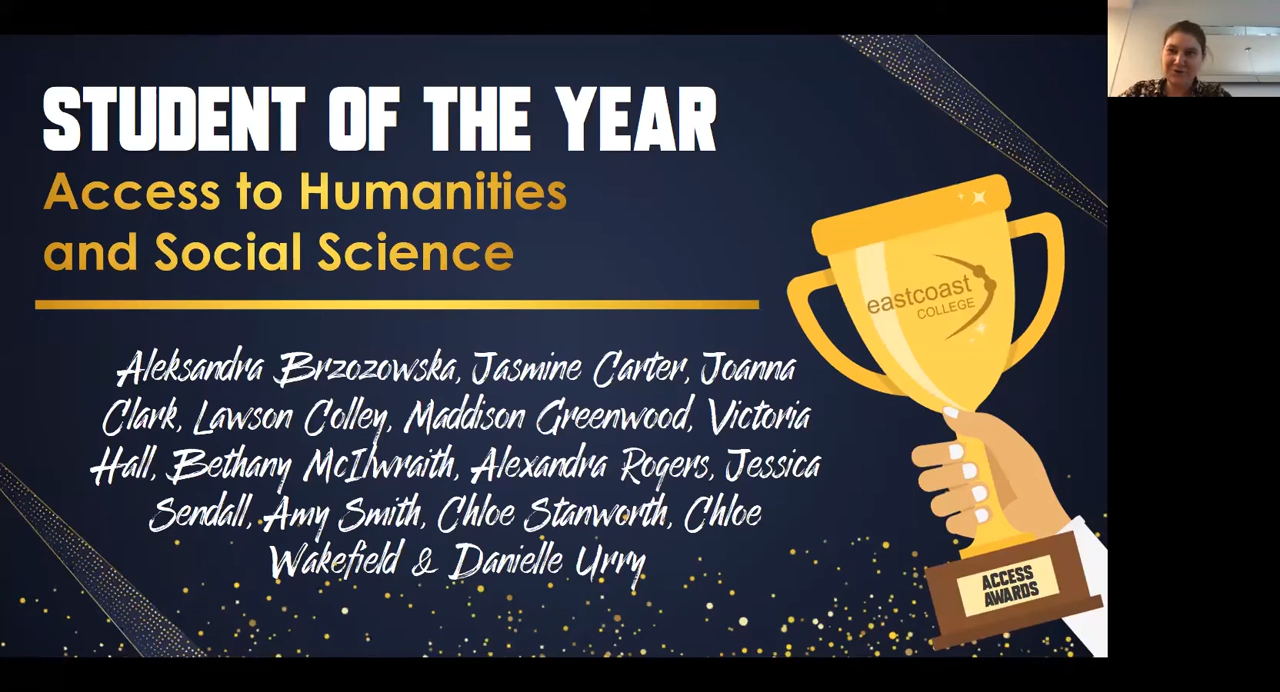 STUDENT OF THE YEAR
Access to Humanities
and Social Science
Aleksandra Brzozowska, Jasmine Carter, Joanna
Clark, Lawson Colley, Maddison Greenwood, Victoria
Hall, Bethany McIlwraith, Alexandra Rogers, Jessica
Sendall, Amy Smith, Chloe Stanworth, Chloe
Wakefield & Danielle Urry
eastcoast
COLLEGE
ACCESS
AWARDS